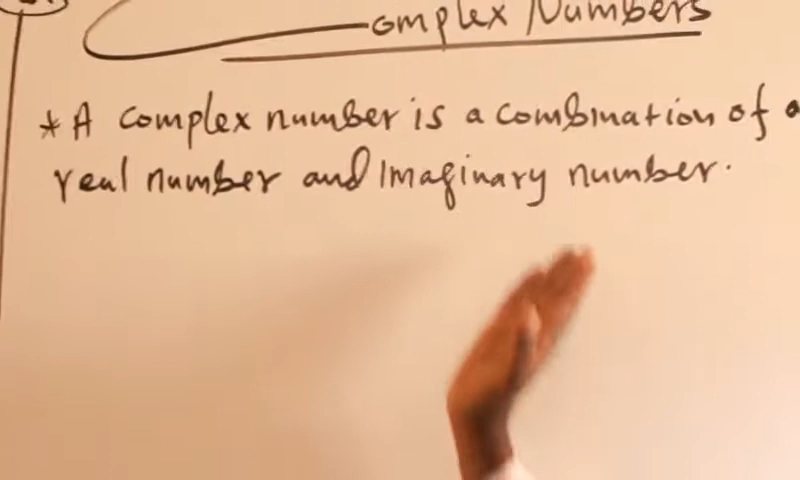 Complex Numbers
* A complex number is a combination of a
real number and Imaginary number.